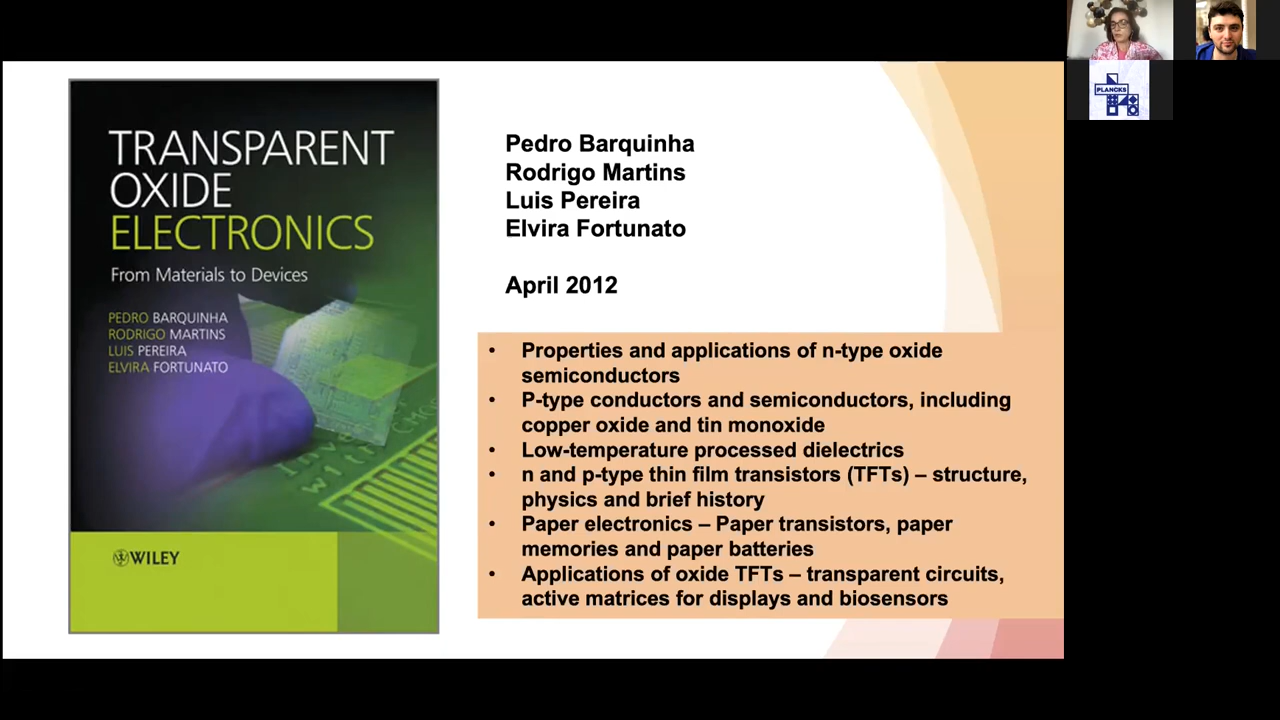 TRANSPARENT
OXIDE
ELECTRONICS
From Materials to Devices
PEDRO BARQUINHA
RODRIGO MARTINS
LUIS PEREIRA
ELVIRA FORTUNATO
WILEY
Pedro Barquinha
Rodrigo Martins
Luis Pereira
Elvira Fortunato
April 2012
• Properties and applications of n-type oxide
semiconductors
• P-type conductors and semiconductors, including
copper oxide and tin monoxide
• Low-temperature processed dielectrics
• n and p-type thin film transistors (TFTs) – structure,
physics and brief history
• Paper electronics – Paper transistors, paper
memories and paper batteries
• Applications of oxide TFTs – transparent circuits,
active matrices for displays and biosensors
PLANCKS